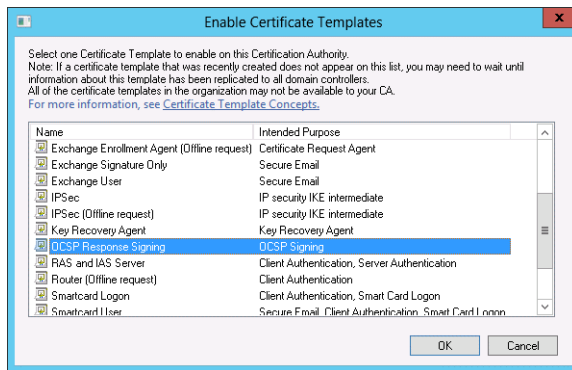 Enable Certificate Templates
x
Select one Certificate Template to enable on this Certification Authority.
Note: If a certificate template that was recently created does not appear on this list, you may need to wait until
information about this template has been replicated to all domain controllers.
All of the certificate templates in the organization may not be available to your CA.
For more information, see Certificate Template Concepts.
Name Intended Purpose
Exchange Enrollment Agent (Offline request) Certificate Request Agent
Exchange Signature Only Secure Email
Exchange User Secure Email
IPSec IP security IKE intermediate
IPSec (Offline request) IP security IKE intermediate
Key Recovery Agent Key Recovery Agent
OCSP Response Signing OCSP Signing
RAS and IAS Server Client Authentication, Server Authentication
Router (Offline request) Client Authentication
Smartcard Logon Client Authentication, Smart Card Logon
Smartcard User Secure Email, Client Authentication, Smart Card Logon
OK Cancel